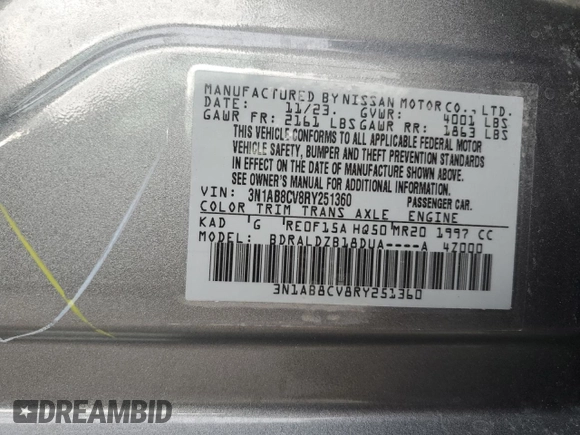 MANUFACTURED BY NISSAN MOTOR CO., LTD.
DATE: 11/23. GVWR: 4001 LBS
GAWR FR: 2161 LBS GAWR RR: 1863 LBS
THIS VEHICLE CONFORMS TO ALL APPLICABLE FEDERAL MOTOR
VEHICLE SAFETY, BUMPER AND THEFT PREVENTION STANDARDS
IN EFFECT ON THE DATE OF MANUFACTURE SHOWN ABOVE.
SEE OWNER'S MANUAL FOR ADDITIONAL INFORMATION.
VIN: 3N1AB8CV8RY251360 PASSENGER CAR.
COLOR TRIM TRANS AXLE ENGINE
KAD G RE0F15A HQ50 MR20 1997 CC
MODEL: BDRALDZB18DUA----A 4Z000
3N1AB8CV8RY251360
DREAMBID